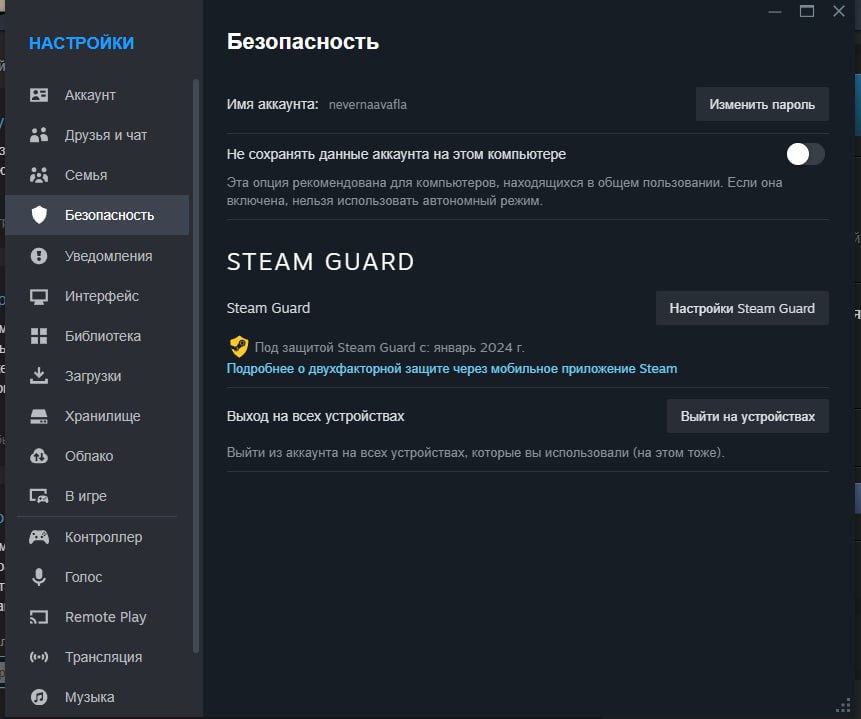 НАСТРОЙКИ
Аккаунт
Друзья и чат
Семья
Безопасность
Уведомления
Интерфейс
Библиотека
Загрузки
Хранилище
Облако
В игре
Контроллер
Голос
Remote Play
Трансляция
Музыка
Безопасность
Имя аккаунта: nevernaavafla
Изменить пароль
Не сохранять данные аккаунта на этом компьютере
Эта опция рекомендована для компьютеров, находящихся в общем пользовании. Если она
включена, нельзя использовать автономный режим.
STEAM GUARD
Steam Guard
Настройки Steam Guard
Под защитой Steam Guard с: январь 2024 г.
Подробнее о двухфакторной защите через мобильное приложение Steam
Выход на всех устройствах
Выйти на устройствах
Выйти из аккаунта на всех устройствах, которые вы использовали (на этом тоже).